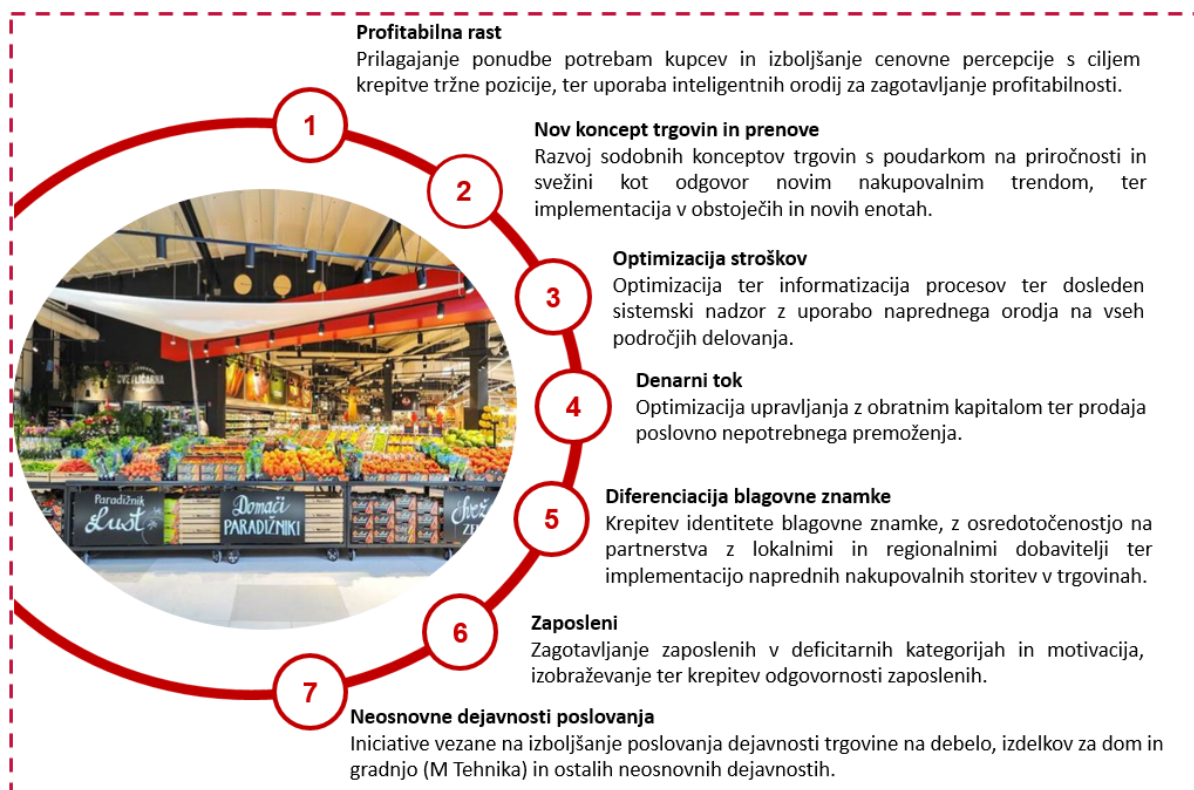 Profitabilna rast
Prilagajanje ponudbe potrebam kupcev in izboljšanje cenovne percepcije s ciljem
krepitve tržne pozicije, ter uporaba inteligentnih orodij za zagotavljanje profitabilnosti.
1
Nov koncept trgovin in prenove
Razvoj sodobnih konceptov trgovin s poudarkom na priročnosti in
svežini kot odgovor novim nakupovalnim trendom, ter
implementacija v obstoječih in novih enotah.
2
Optimizacija stroškov
Optimizacija ter informatizacija procesov ter dosleden
sistemski nadzor z uporabo naprednega orodja na vseh
področjih delovanja.
3
Denarni tok
Optimizacija upravljanja z obratnim kapitalom ter prodaja
poslovno nepotrebnega premoženja.
4
CVETLIČARNA
Paradižnik
Lust
Domači
PARADIŽNIKI
Diferenciacija blagovne znamke
Krepitev identitete blagovne znamke, z osredotočenostjo na
partnerstva z lokalnimi in regionalnimi dobavitelji ter
implementacijo naprednih nakupovalnih storitev v trgovinah.
5
Zaposleni
Zagotavljanje zaposlenih v deficitarnih kategorijah in motivacija,
izobraževanje ter krepitev odgovornosti zaposlenih.
6
7
Neosnovne dejavnosti poslovanja
Iniciative vezane na izboljšanje poslovanja dejavnosti trgovine na debelo, izdelkov za dom in
gradnjo (M Tehnika) in ostalih neosnovnih dejavnostih.